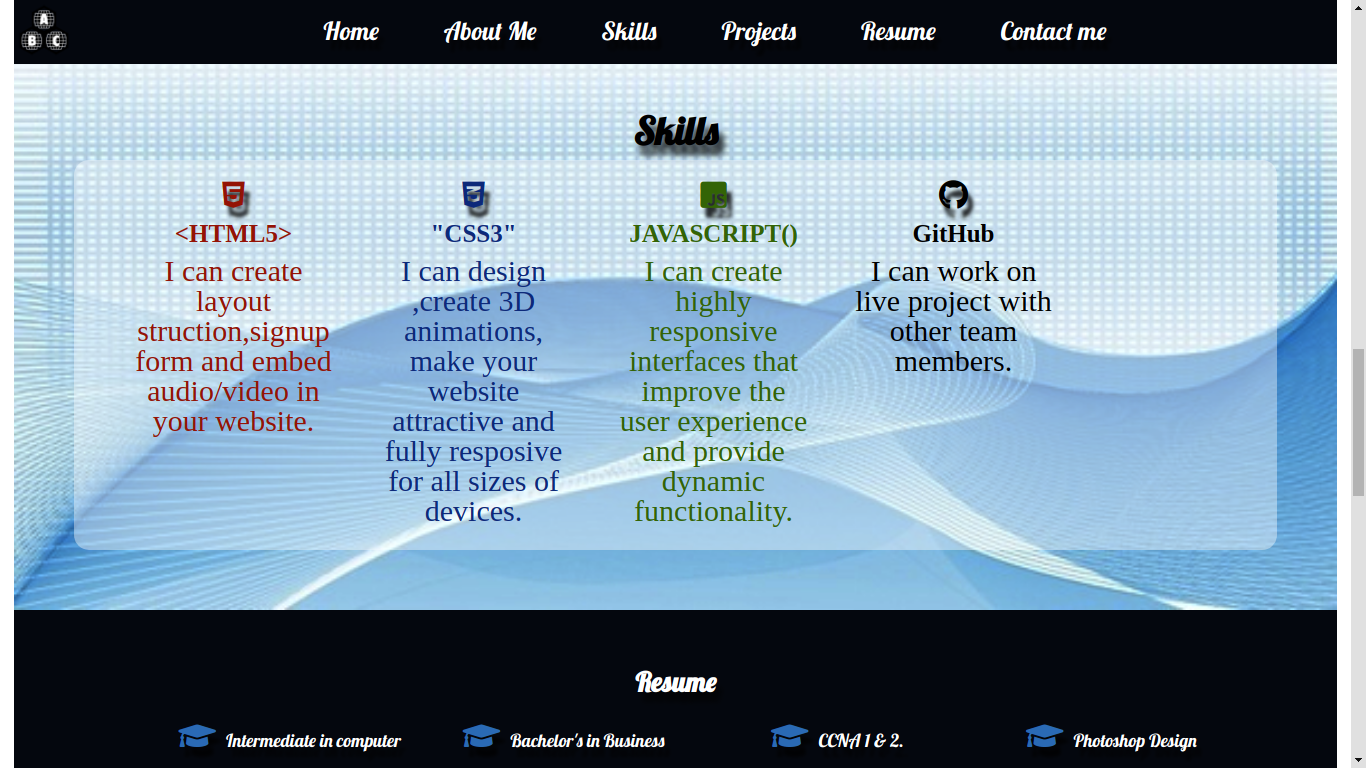 A
B C
Home About Me Skills Projects Resume Contact me
Skills
JS
<HTML5>
I can create
layout
struction,signup
form and embed
audio/video in
your website.
"CSS3"
I can design
,create 3D
animations,
make your
website
attractive and
fully resposive
for all sizes of
devices.
JAVASCRIPT()
I can create
highly
responsive
interfaces that
improve the
user experience
and provide
dynamic
functionality.
GitHub
I can work on
live project with
other team
members.
Resume
Intermediate in computer Bachelor's in Business CCNA 1 & 2. Photoshop Design